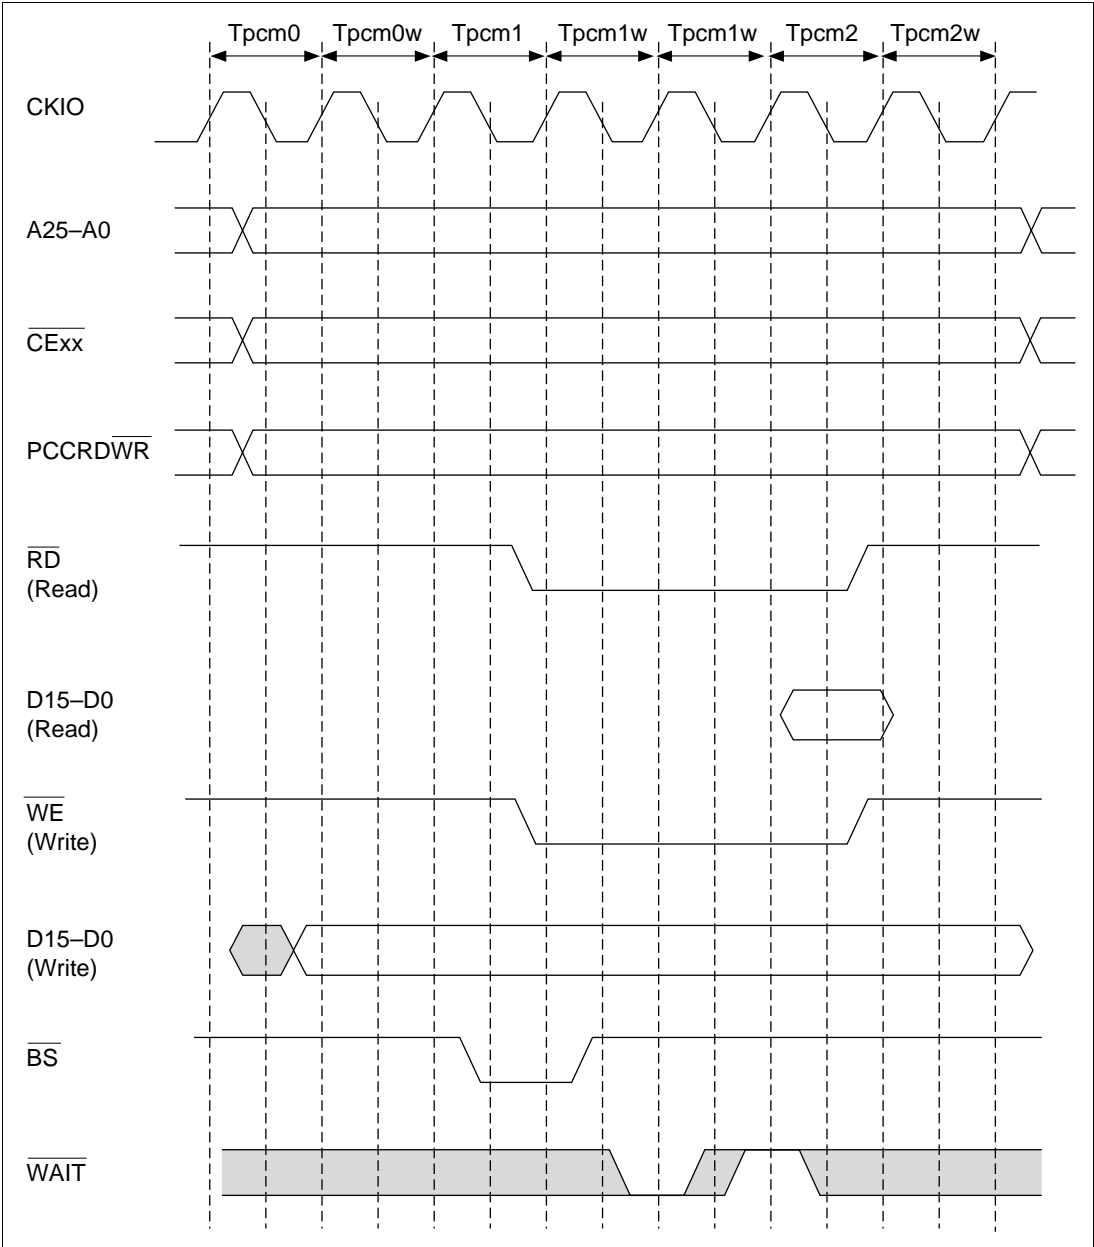 Tpcm0 Tpcm0w Tpcm1 Tpcm1w Tpcm1w Tpcm2 Tpcm2w
CKIO
A25–A0
CExx
PCCRDWR
RD
(Read)
D15–D0
(Read)
WE
(Write)
D15–D0
(Write)
BS
WAIT